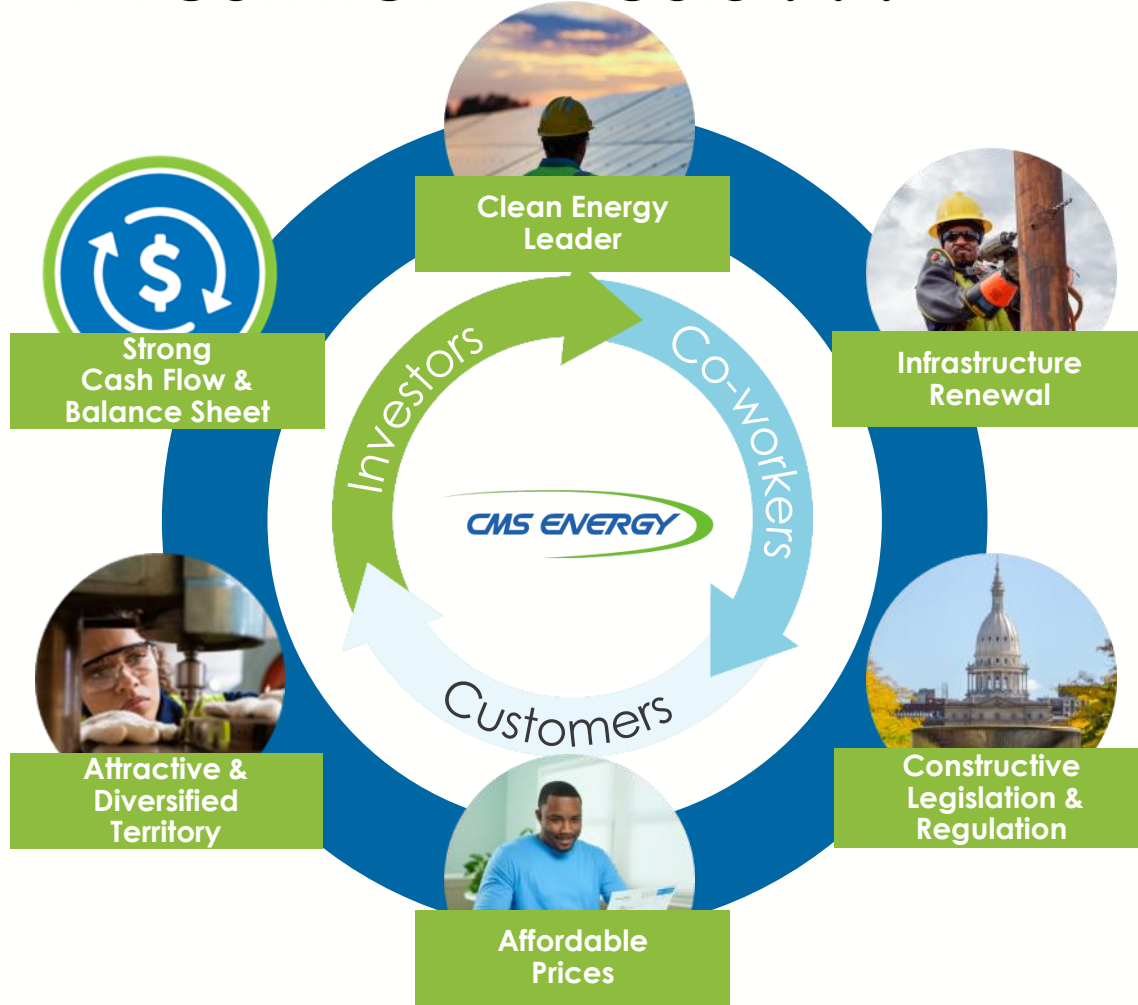 Clean Energy
Leader
Strong
Cash Flow &
Balance Sheet
Infrastructure
Renewal
Investors
Co-workers
CMS ENERGY
Customers
Attractive &
Diversified
Territory
Constructive
Legislation &
Regulation
Affordable
Prices